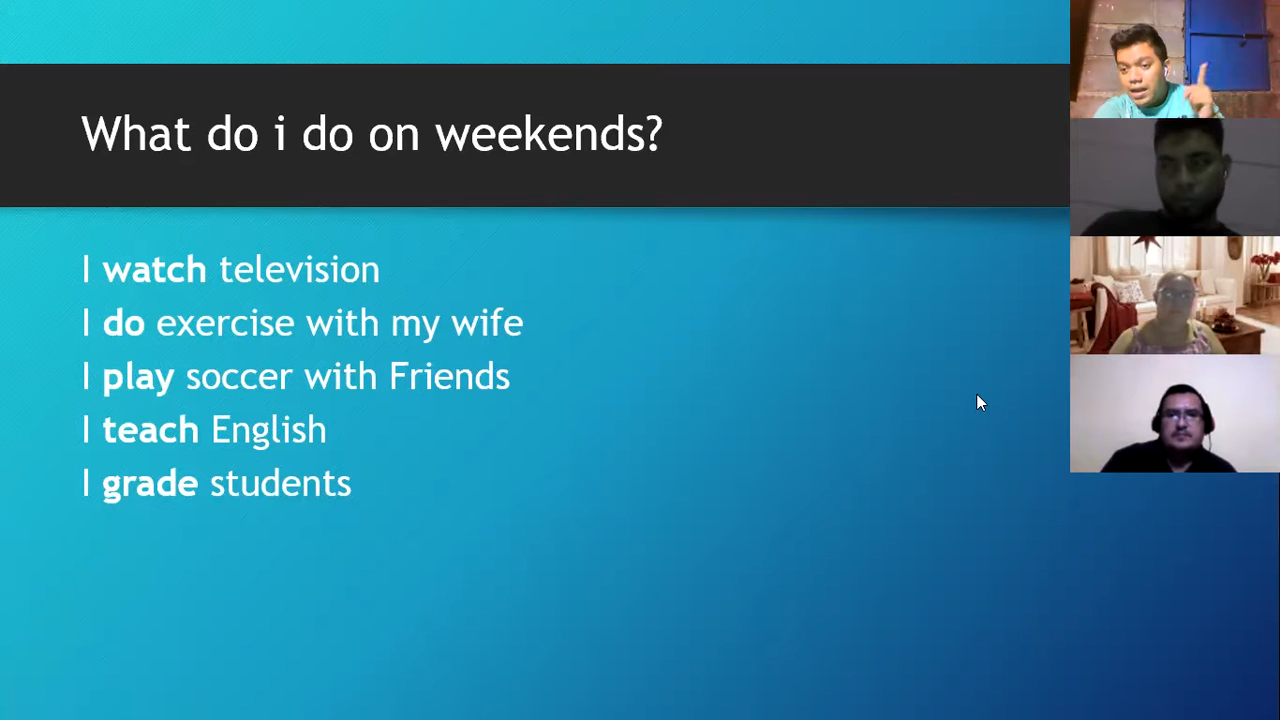 What do i do on weekends?
I watch television
I do exercise with my wife
I play soccer with Friends
I teach English
I grade students